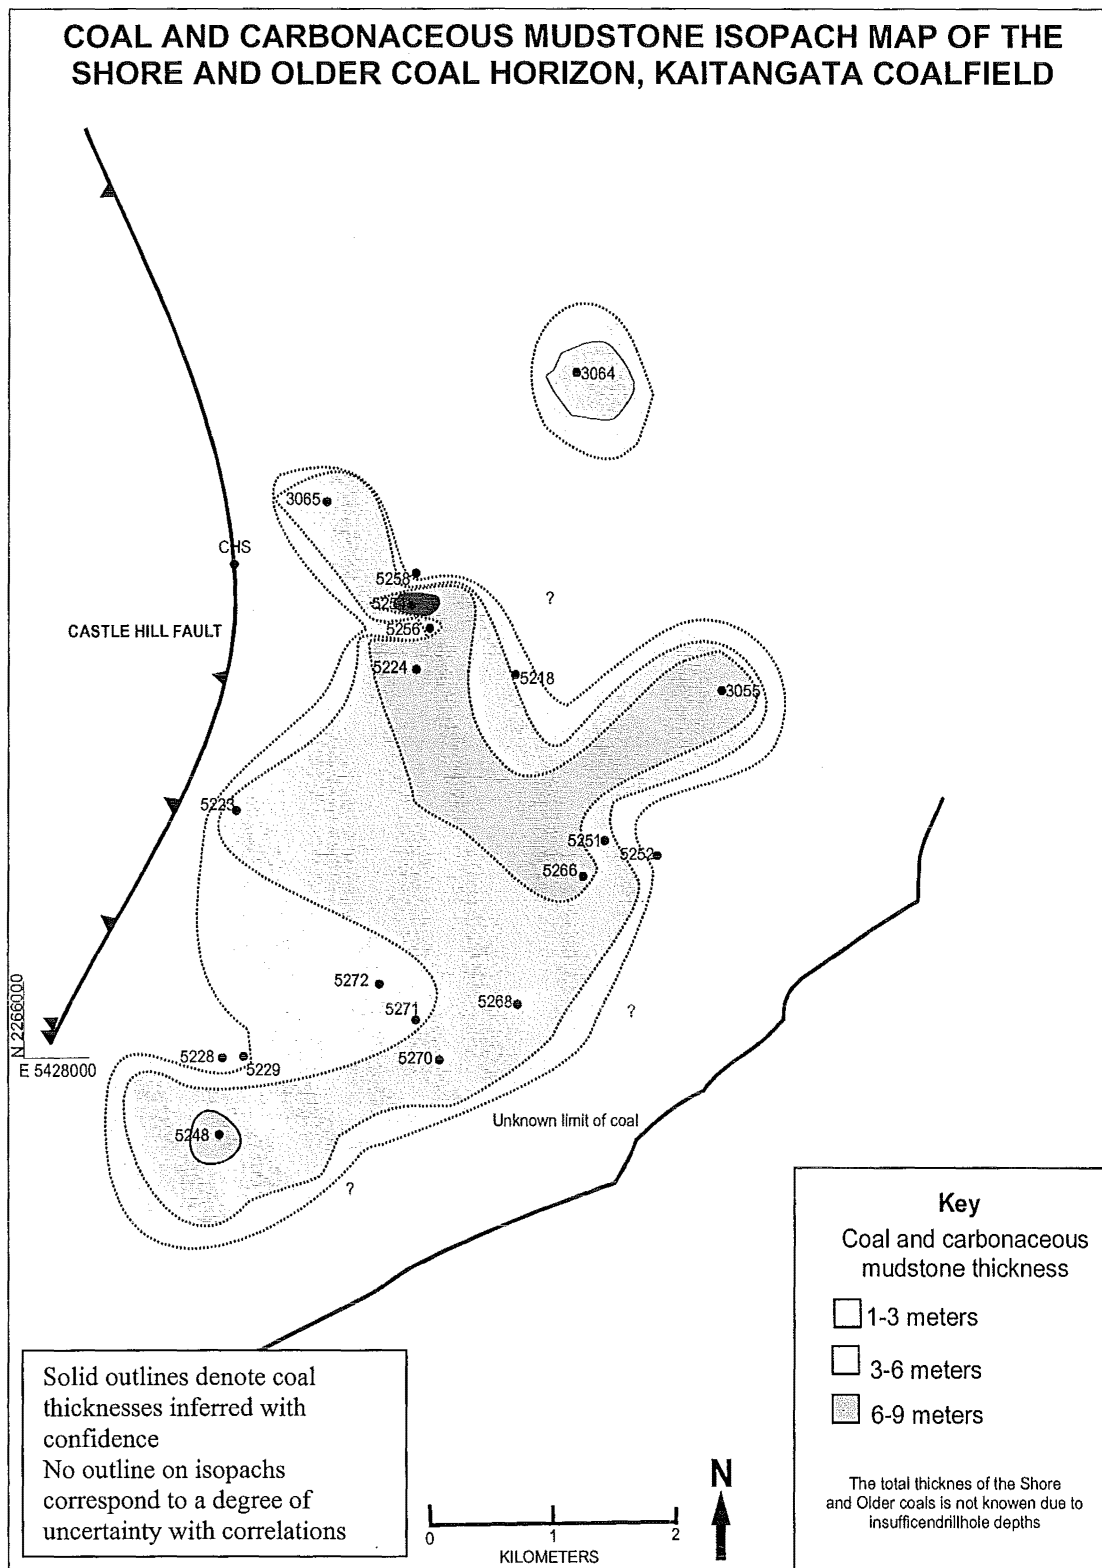 COAL AND CARBONACEOUS MUDSTONE ISOPACH MAP OF THE
SHORE AND OLDER COAL HORIZON, KAITANGATA COALFIELD
3064
3065
CHS
5258
?
5256
CASTLE HILL FAULT
5224
5218
3055
5223
5251
5252
5266
5272
5268
5271
?
N 2266000
5228
5229
5270
E 5428000
Unknown limit of coal
5248
?
Key
Coal and carbonaceous
mudstone thickness
1-3 meters
3-6 meters
6-9 meters
The total thicknes of the Shore
and Older coals is not knowen due to
insufficendrillhole depths
Solid outlines denote coal
thicknesses inferred with
confidence
No outline on isopachs
correspond to a degree of
uncertainty with correlations
N
0
1
2
KILOMETERS